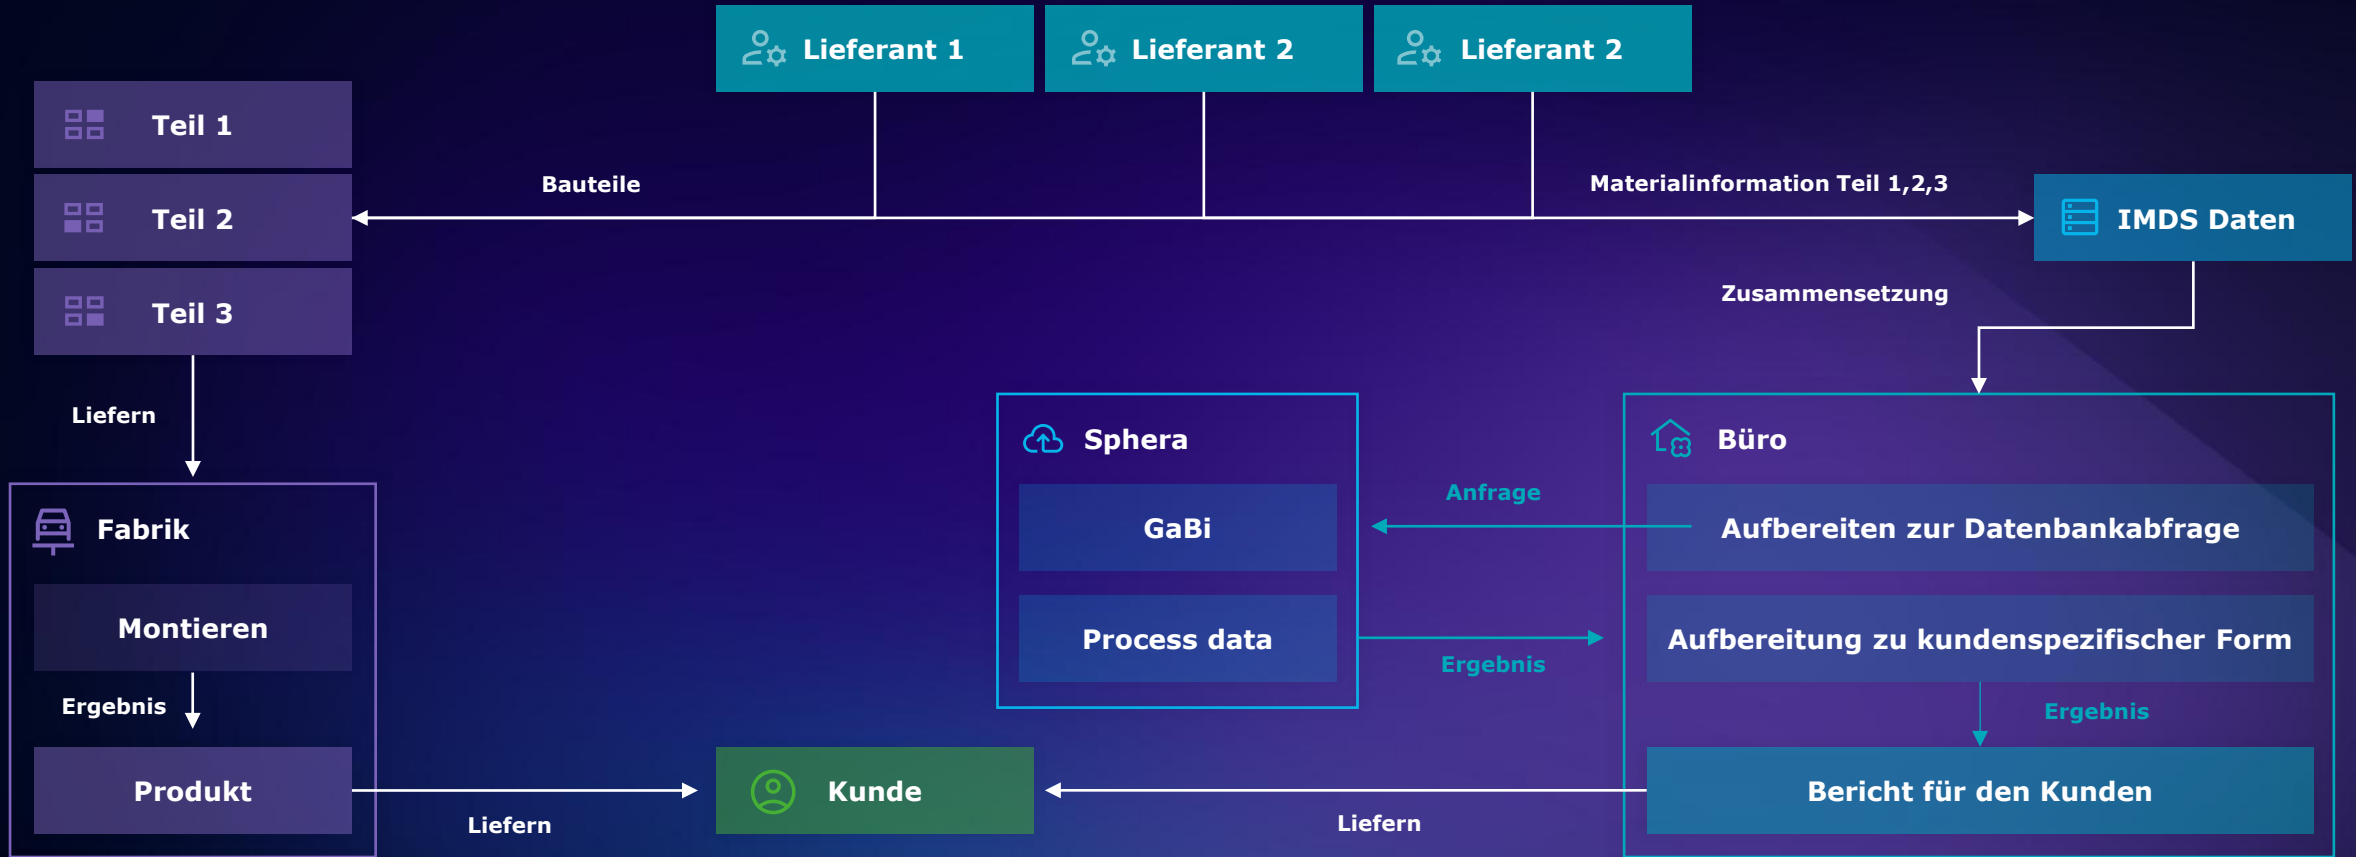 Lieferant 1
Lieferant 2
Lieferant 2
Teil 1
Teil 2
Teil 3
Bauteile
Materialinformation Teil 1,2,3
IMDS Daten
Zusammensetzung
Liefern
Sphera
GaBi
Process data
Büro
Anfrage
Aufbereiten zur Datenbankabfrage
Aufbereitung zu kundenspezifischer Form
Ergebnis
Ergebnis
Bericht für den Kunden
Fabrik
Montieren
Ergebnis
Produkt
Liefern
Kunde
Liefern